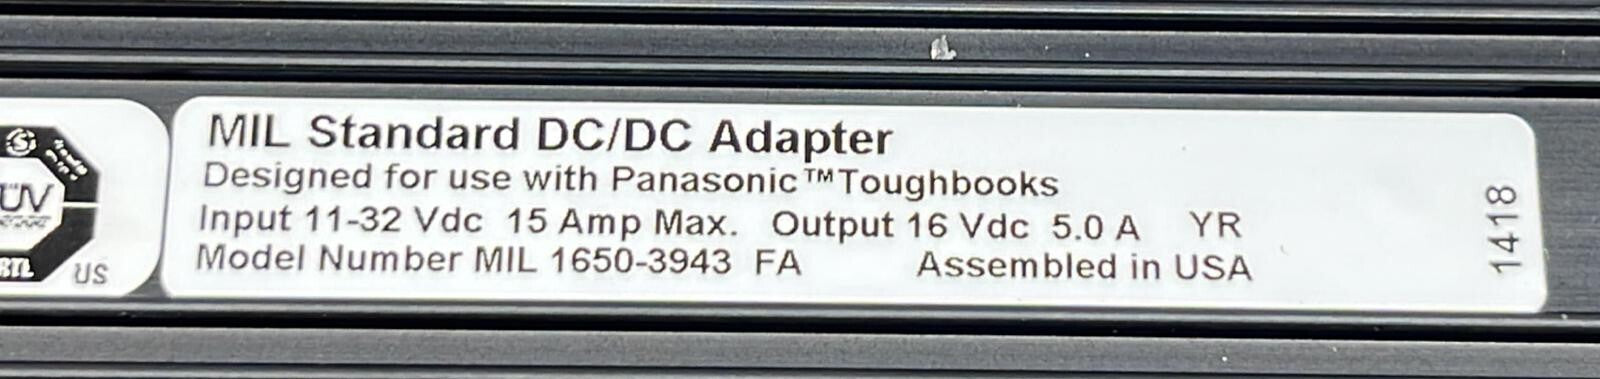 MIL Standard DC/DC Adapter
Designed for use with Panasonic™Toughbooks
Input 11-32 Vdc 15 Amp Max. Output 16 Vdc 5.0 A YR
Model Number MIL 1650-3943 FA Assembled in USA
1418
US